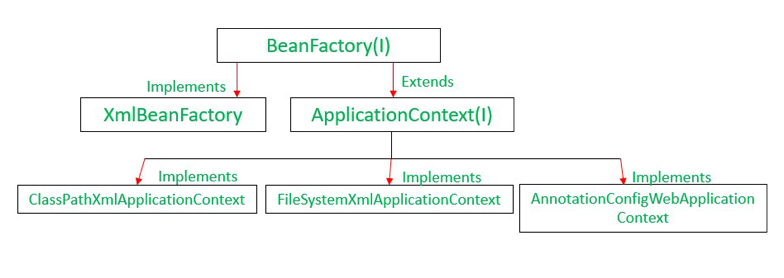 BeanFactory(I)
Implements
Extends
XmlBeanFactory
ApplicationContext(I)
Implements
Implements
Implements
ClassPathXmlApplicationContext
FileSystemXmlApplicationContext
AnnotationConfigWebApplication
Context